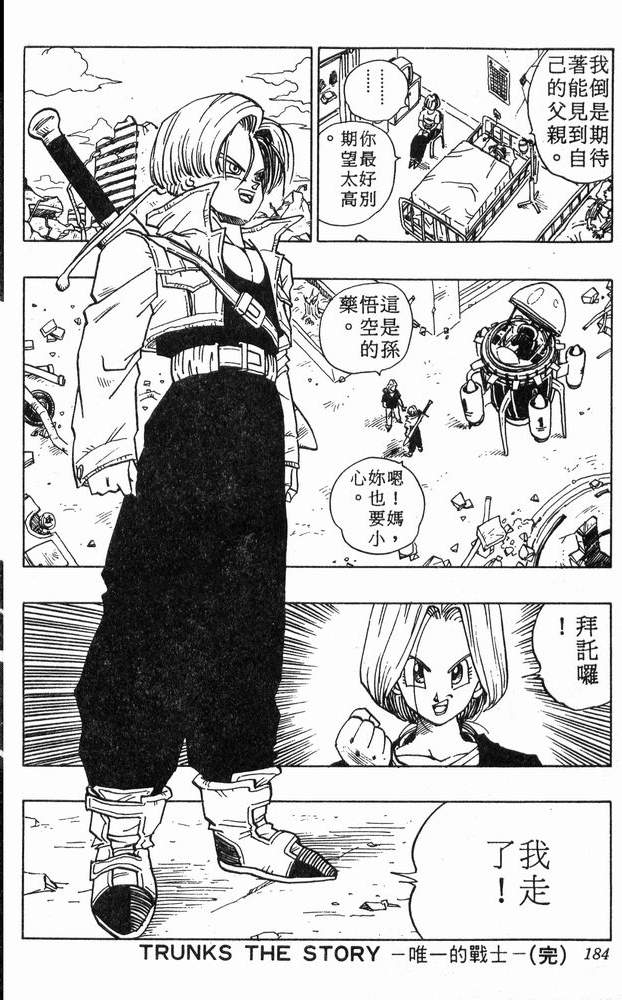 我倒是期待
著能見到自
己的父親。
⋯⋯
⋯⋯
你最好別
期望太高
。
這是孫
悟空的
藥。
嗯！媽，
妳也要小
心。
1
拜託囉
！
我走
了！
TRUNKS THE STORY －唯一的戰士－(完) 184